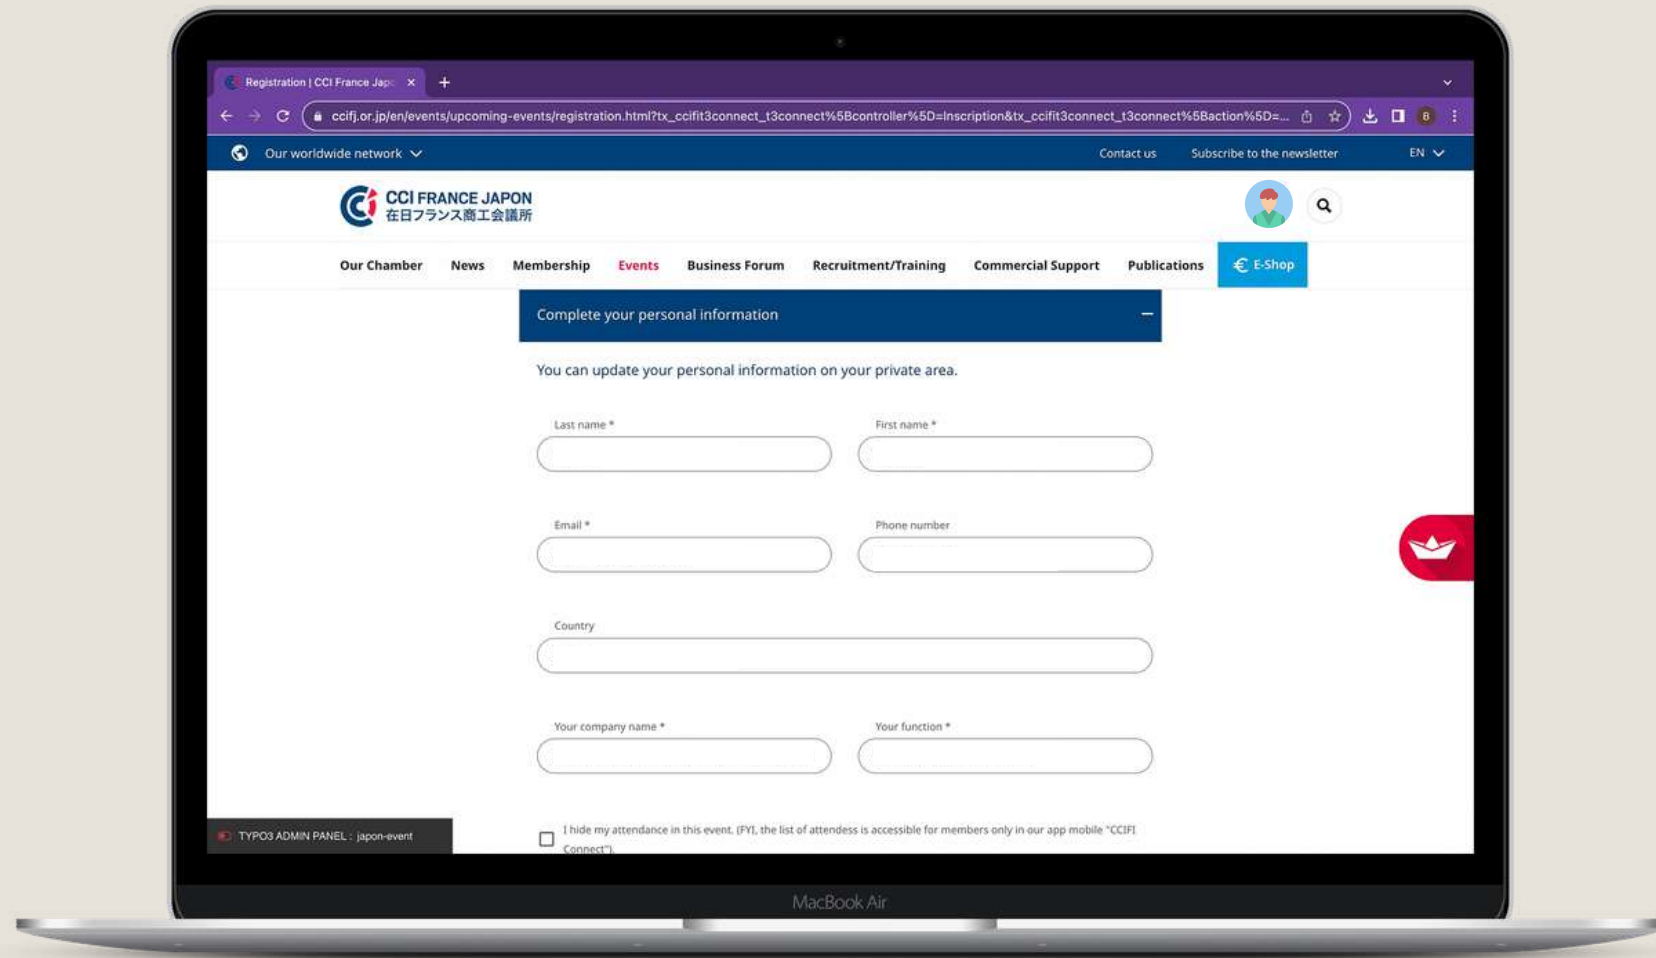 Registration | CCI France Jap
ccifj.or.jp/en/events/upcoming-events/registration.html?tx_ccifit3connect_t3connect%5Bcontroller%5D=Inscription&tx_ccifit3connect_t3connect%5Baction%5D=...
B
Our worldwide network
Contact us
Subscribe to the newsletter
EN
CCI FRANCE JAPON
在日フランス商工会議所
Our Chamber
News
Membership
Events
Business Forum
Recruitment/Training
Commercial Support
Publications
€ E-Shop
Complete your personal information
You can update your personal information on your private area.
Last name *
First name *
Email *
Phone number
Country
Your company name *
Your function *
I hide my attendance in this event. (FYI, the list of attendess is accessible for members only in our app mobile "CCIFI
Connect").
TYPO3 ADMIN PANEL : japon-event
MacBook Air